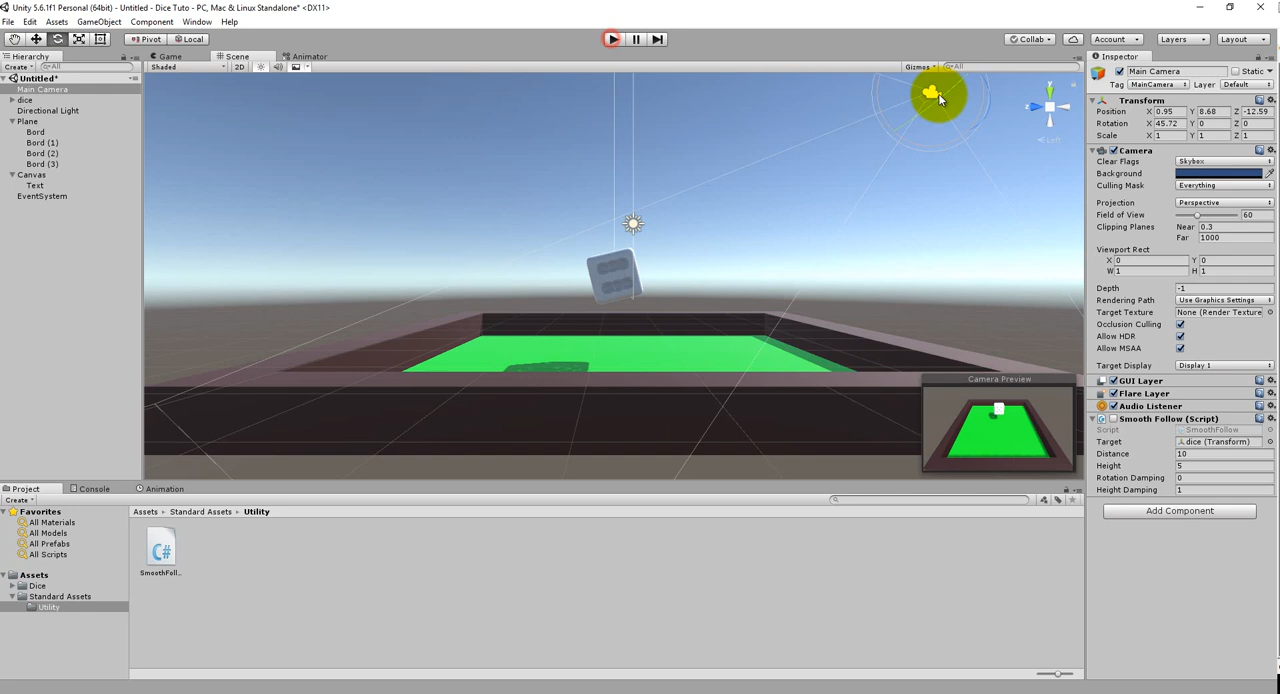 Unity 5.6.1f1 Personal (64bit) - Untitled - Dice Tuto - PC, Mac & Linux Standalone* <DX11>
File Edit Assets GameObject Component Window Help
Pivot Local Collab Account Layers Layout
Hierarchy Game Scene Animator Inspector
Create All Shaded 2D Gizmos All
Untitled*
Main Camera
dice
Directional Light
Plane
Bord
Bord (1)
Bord (2)
Bord (3)
Canvas
Text
EventSystem
y
Left
Camera Preview
Main Camera Static
Tag MainCamera Layer Default
Transform
Position X 0.95 Y 8.68 Z -12.59
Rotation X 45.72 Y 0 Z 0
Scale X 1 Y 1 Z 1
Camera
Clear Flags Skybox
Background
Culling Mask Everything
Projection Perspective
Field of View 60
Clipping Planes Near 0.3
Far 1000
Viewport Rect
X 0 Y 0
W 1 H 1
Depth -1
Rendering Path Use Graphics Settings
Target Texture None (Render Texture
Occlusion Culling
Allow HDR
Allow MSAA
Target Display Display 1
GUI Layer
Flare Layer
Audio Listener
Smooth Follow (Script)
Script SmoothFollow
Target dice (Transform)
Distance 10
Height 5
Rotation Damping 0
Height Damping 1
Add Component
Project Console Animation
Create
Favorites
All Materials
All Models
All Prefabs
All Scripts
Assets
Dice
Standard Assets
Utility
Assets Standard Assets Utility
C#
SmoothFoll...